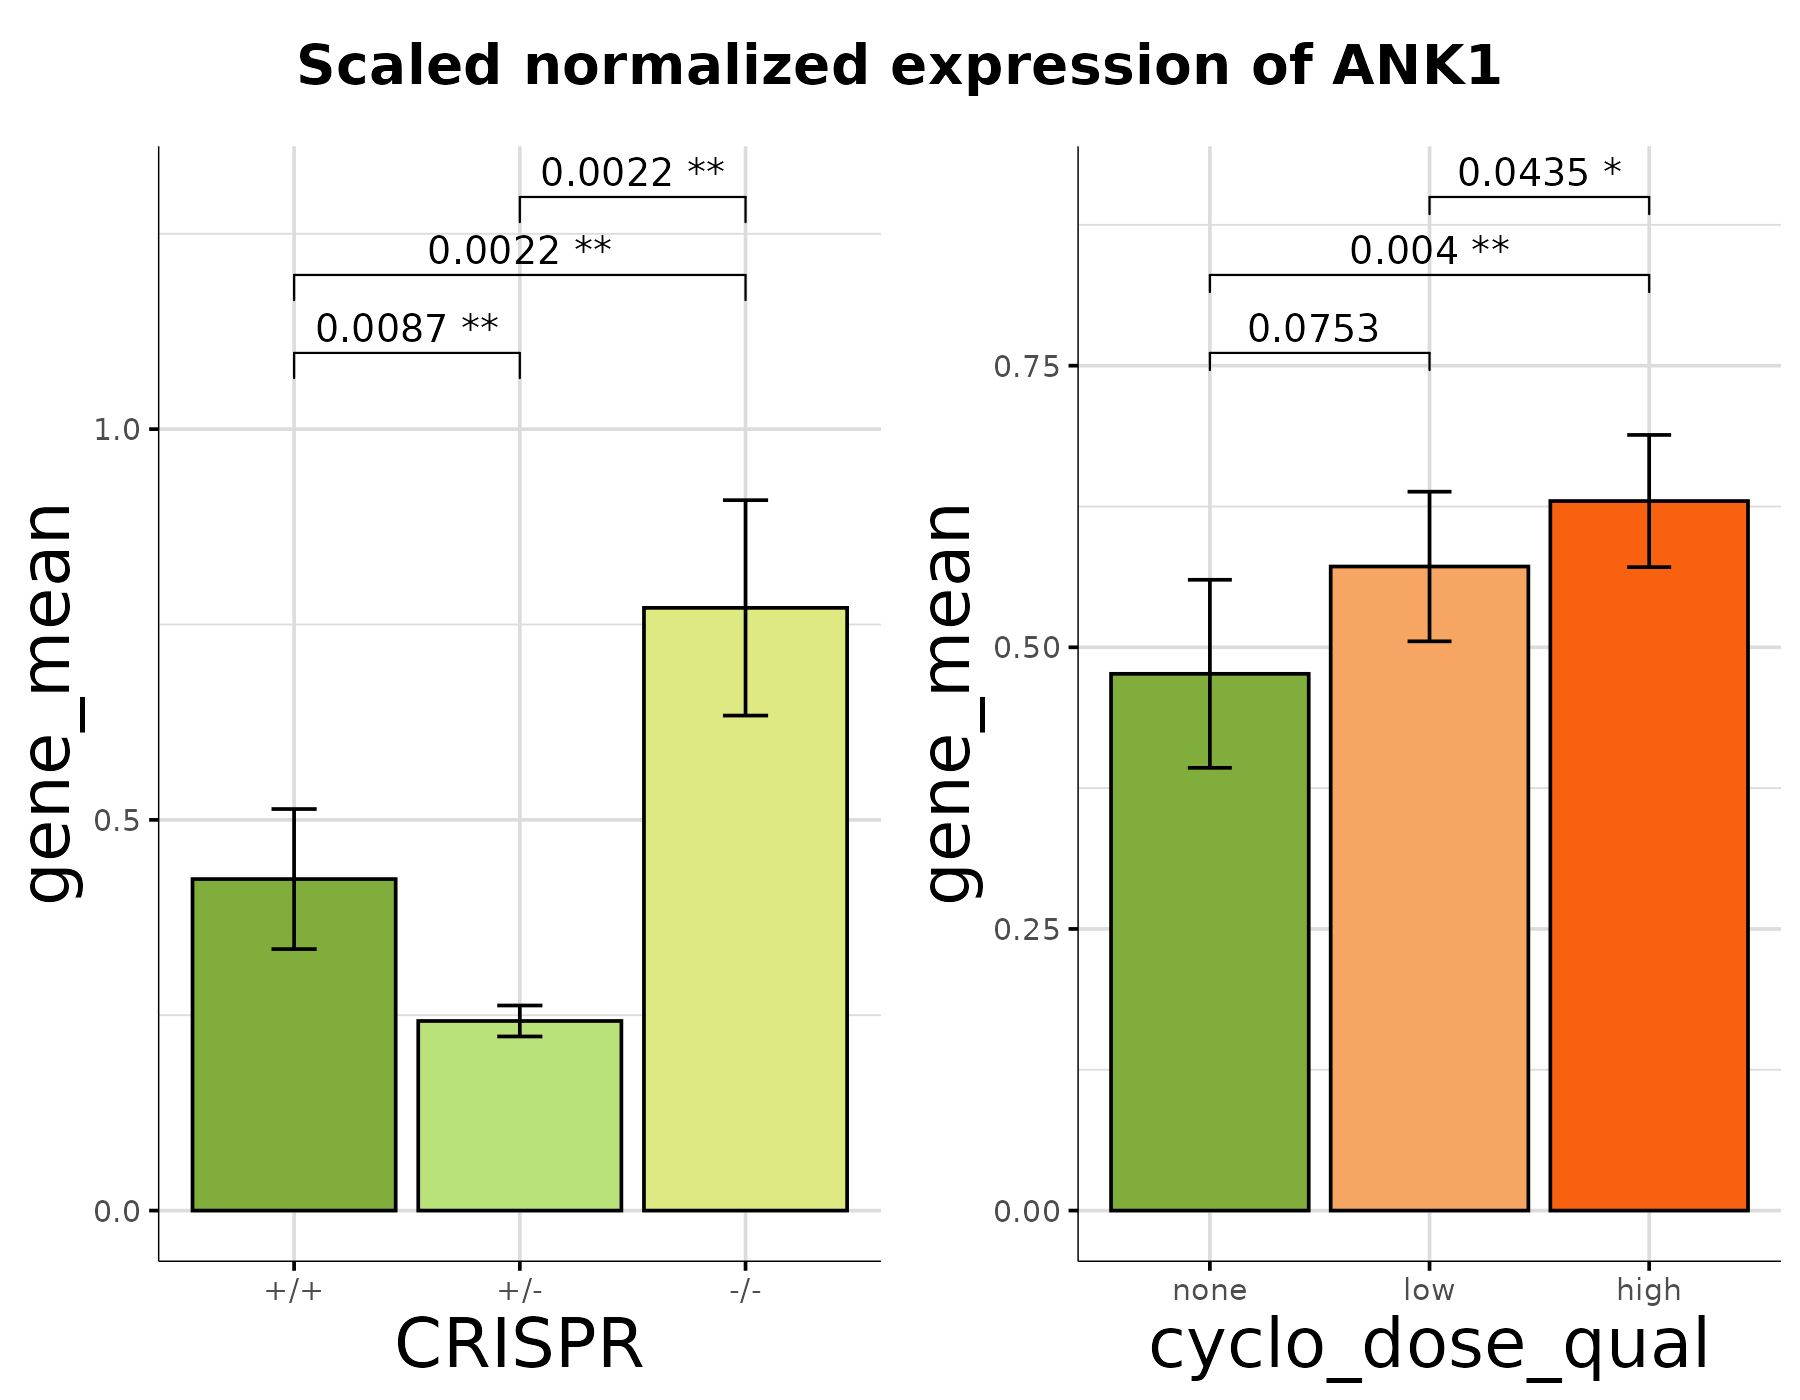 Scaled normalized expression of ANK1
0.0022 **
0.0022 **
0.0087 **
1.0
0.5
0.0
gene_mean
+/+ +/- -/-
CRISPR
0.0435 *
0.004 **
0.0753
0.75
0.50
0.25
0.00
gene_mean
none low high
cyclo_dose_qual